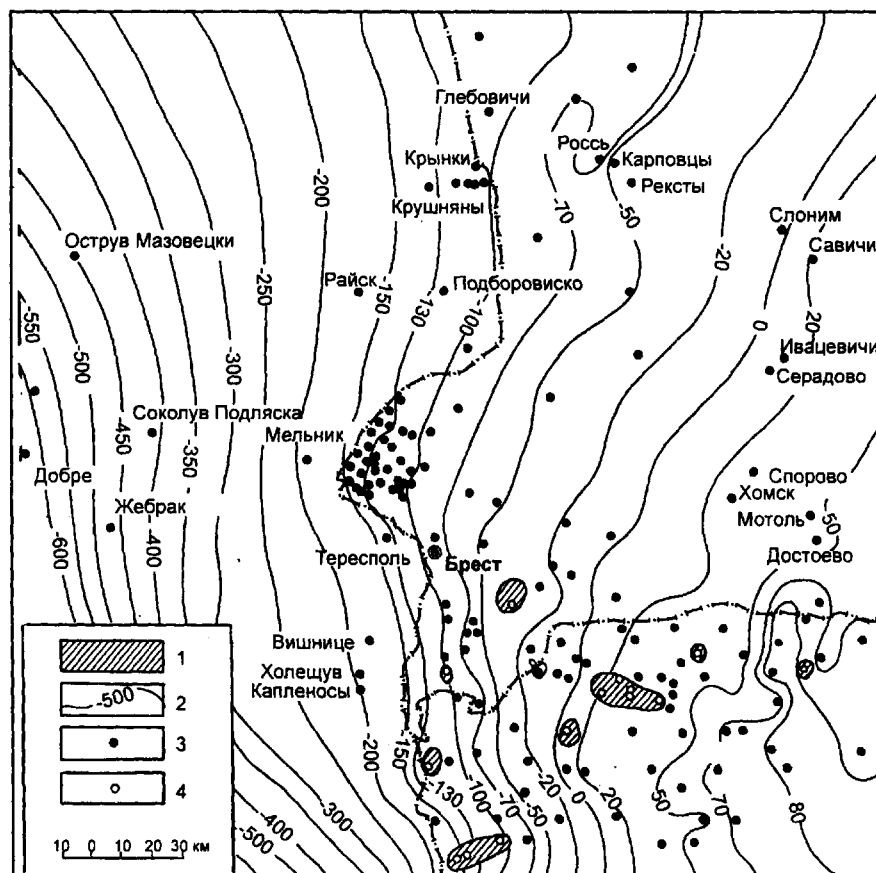 Глебовичи
Россь
Крынки
Карповцы
Рексты
Крушняны
-200
-70
-50
Слоним
Острув Мазовецки
Савичи
-20
Райск
Подборовиско
-250
-150
-130
-100
0
20
-550
-500
-300
Ивацевичи
Серадово
Соколув Подляска
-450
-350
Мельник
Добре
Спорово
Хомск
Жебрак
Мотоль
-50
-400
-600
Тересполь
Брест
Достоево
Вишнице
Холещув
Капленосы
1
-500
2
-200
-150
3
4
-130
-100
-70
-50
-20
0
20
50
70
80
-300
-400
-500
10 0 10 20 30 км